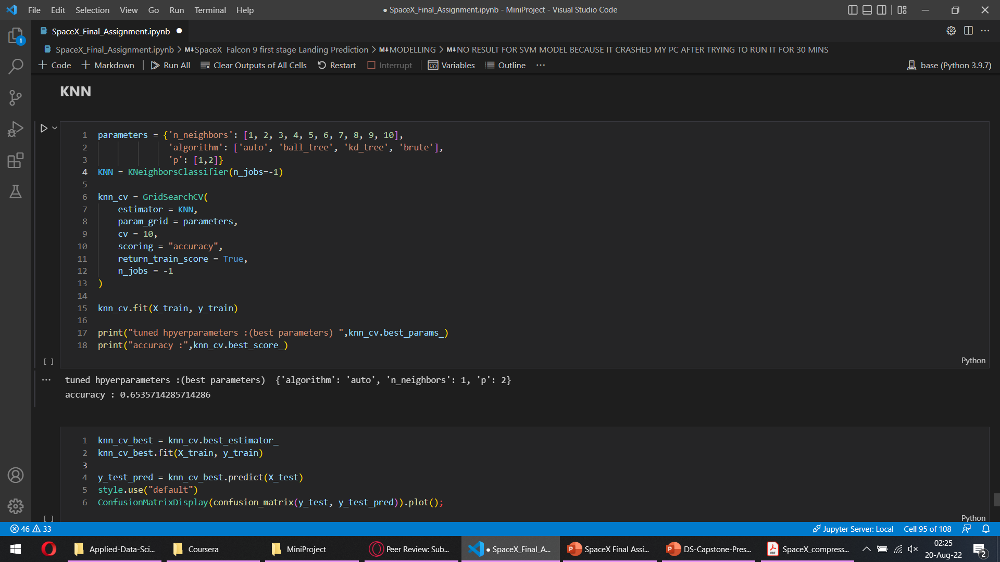 File Edit Selection View Go Run Terminal Help
● SpaceX_Final_Assignment.ipynb - MiniProject - Visual Studio Code
SpaceX_Final_Assignment.ipynb ●
SpaceX_Final_Assignment.ipynb > M↓SpaceX Falcon 9 first stage Landing Prediction > M↓MODELLING > M↓NO RESULT FOR SVM MODEL BECAUSE IT CRASHED MY PC AFTER TRYING TO RUN IT FOR 30 MINS
+ Code + Markdown | Run All Clear Outputs of All Cells Restart Interrupt | Variables Outline ··· base (Python 3.9.7)
1
KNN
1 parameters = {'n_neighbors': [1, 2, 3, 4, 5, 6, 7, 8, 9, 10],
2 'algorithm': ['auto', 'ball_tree', 'kd_tree', 'brute'],
3 'p': [1,2]}
4 KNN = KNeighborsClassifier(n_jobs=-1)
5
6 knn_cv = GridSearchCV(
7 estimator = KNN,
8 param_grid = parameters,
9 cv = 10,
10 scoring = "accuracy",
11 return_train_score = True,
12 n_jobs = -1
13 )
14
15 knn_cv.fit(X_train, y_train)
16
17 print("tuned hpyerparameters :(best parameters) ",knn_cv.best_params_)
18 print("accuracy :",knn_cv.best_score_)
[ ] Python
··· tuned hpyerparameters :(best parameters)  {'algorithm': 'auto', 'n_neighbors': 1, 'p': 2}
accuracy : 0.6535714285714286
1 knn_cv_best = knn_cv.best_estimator_
2 knn_cv_best.fit(X_train, y_train)
3
4 y_test_pred = knn_cv_best.predict(X_test)
5 style.use("default")
6 ConfusionMatrixDisplay(confusion_matrix(y_test, y_test_pred)).plot();
[ ] Python
46 33 Jupyter Server: Local Cell 95 of 108
Applied-Data-Sci... Coursera MiniProject Peer Review: Sub... ● SpaceX_Final_A... SpaceX Final Assi... DS-Capstone-Pres... SpaceX_compress...
02:25
20-Aug-22
2